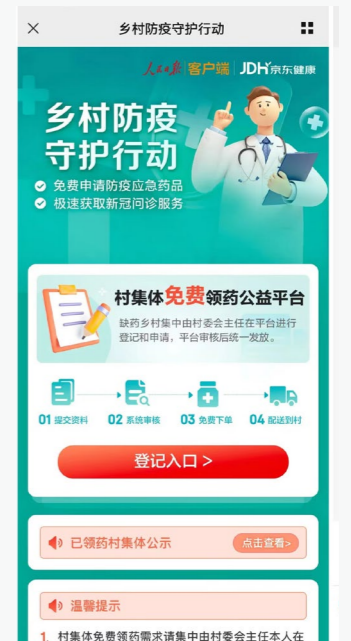 乡村防疫守护行动
人民日报 客户端 JDH 京东健康
乡村防疫
守护行动
免费申请防疫应急药品
极速获取新冠问诊服务
村集体免费领药公益平台
缺药乡村集中由村委会主任在平台进行
登记和申请，平台审核后统一发放。
01 提交资料 02 系统审核 03 免费下单 04 配送到村
登记入口 >
已领药村集体公示 点击查看>
温馨提示
1、村集体免费领药需求请集中由村委会主任本人在